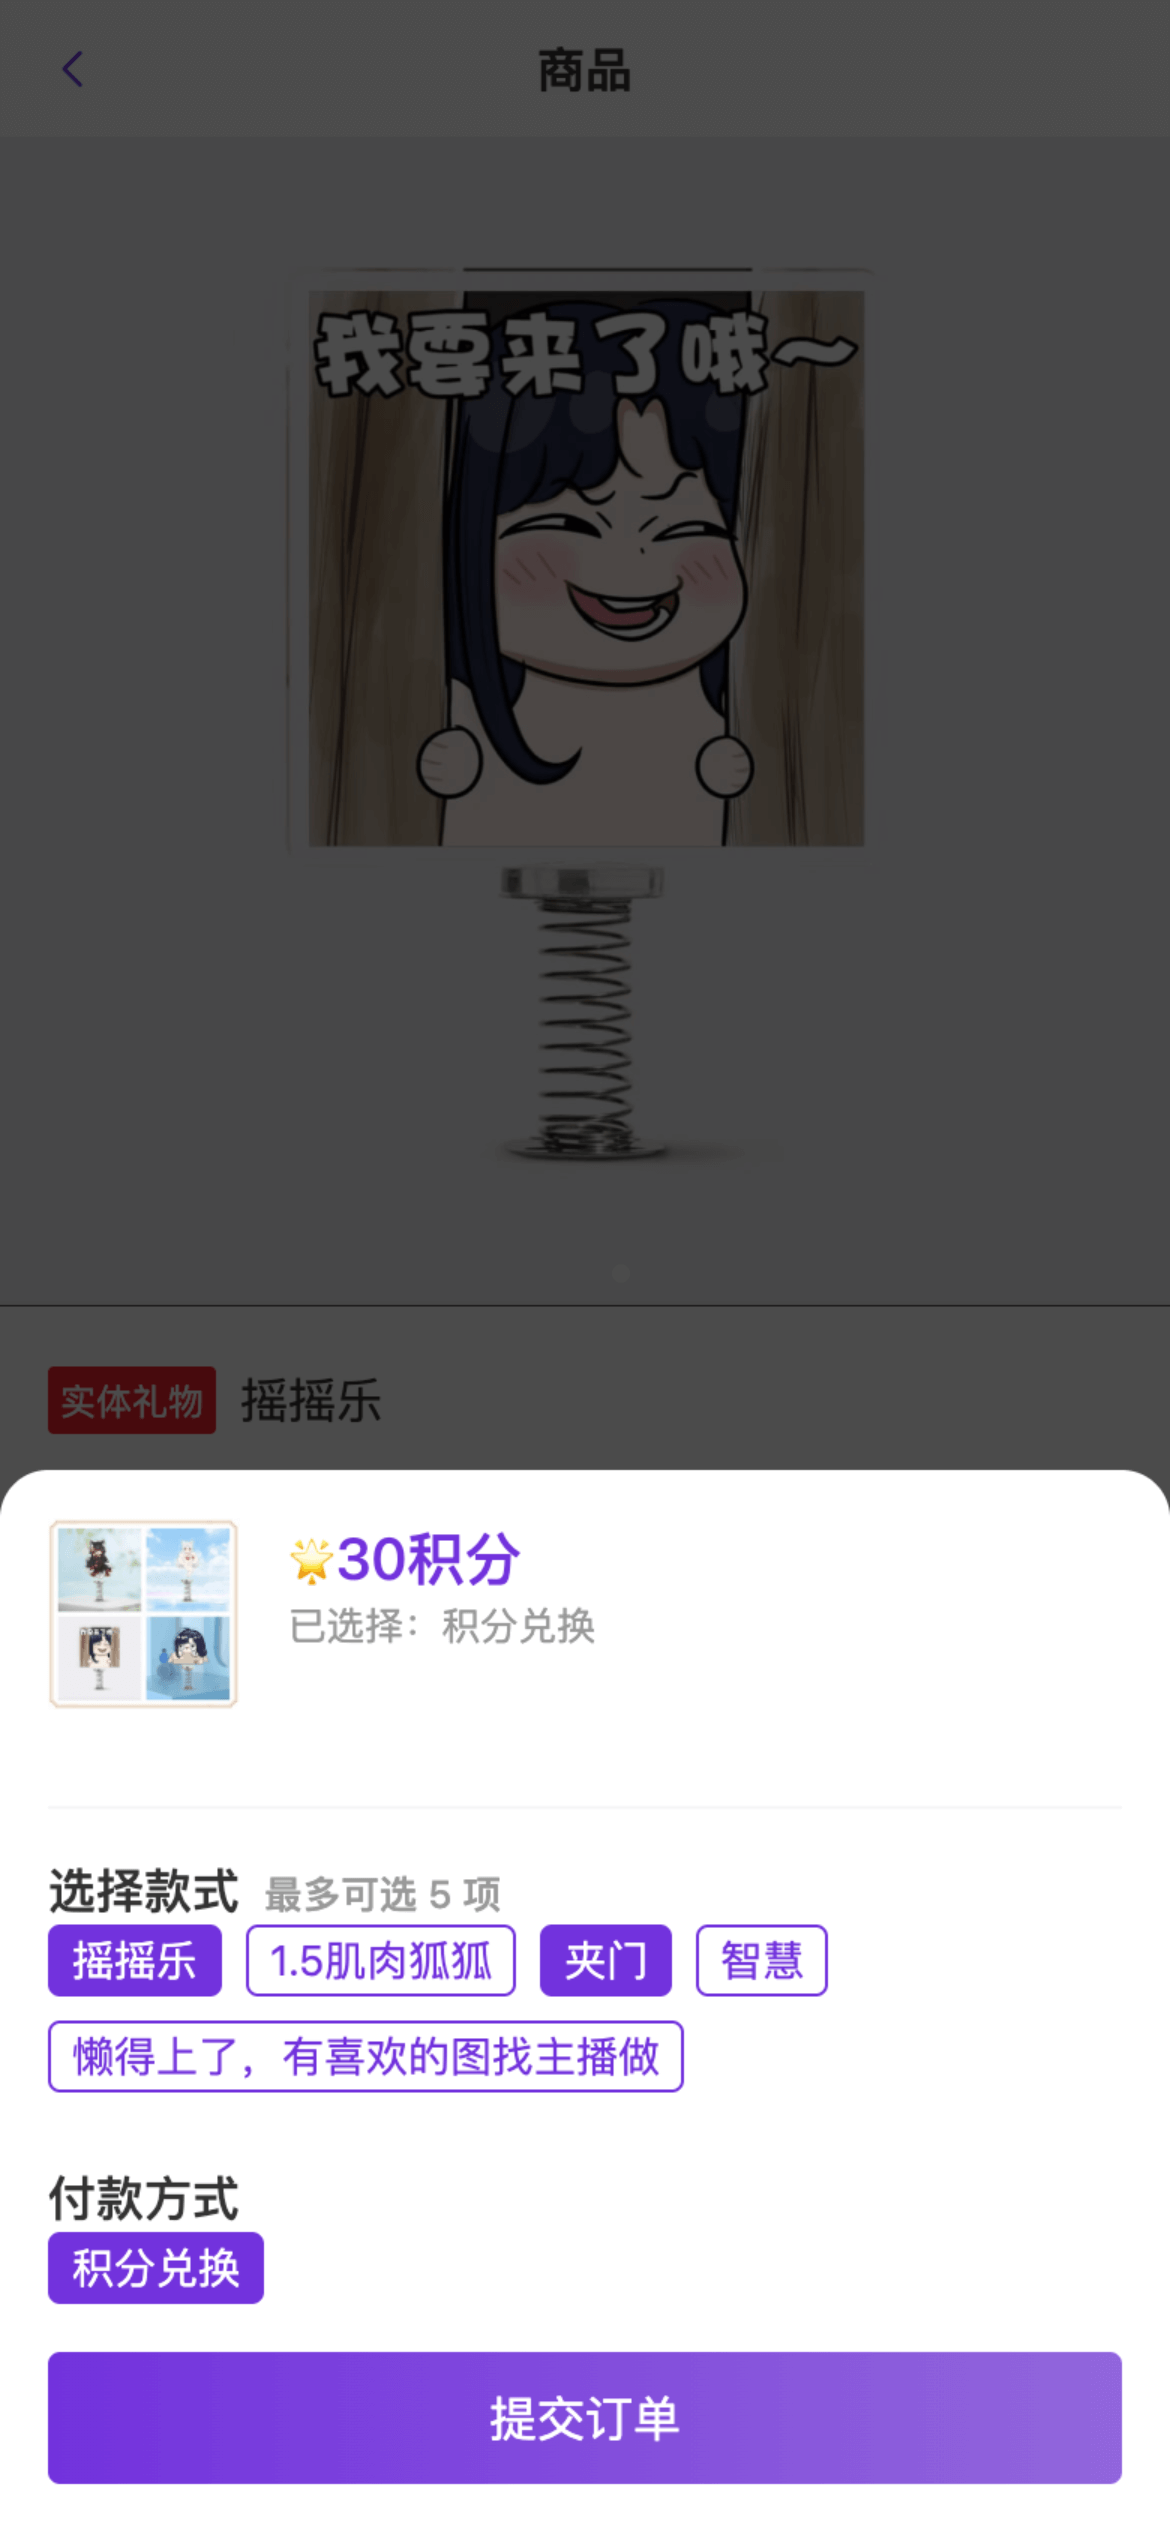 商品
我要来了哦～
实体礼物 摇摇乐
30积分
已选择：积分兑换
选择款式 最多可选 5 项
摇摇乐 1.5肌肉狐狐 夹门 智慧
懒得上了，有喜欢的图找主播做
付款方式
积分兑换
提交订单